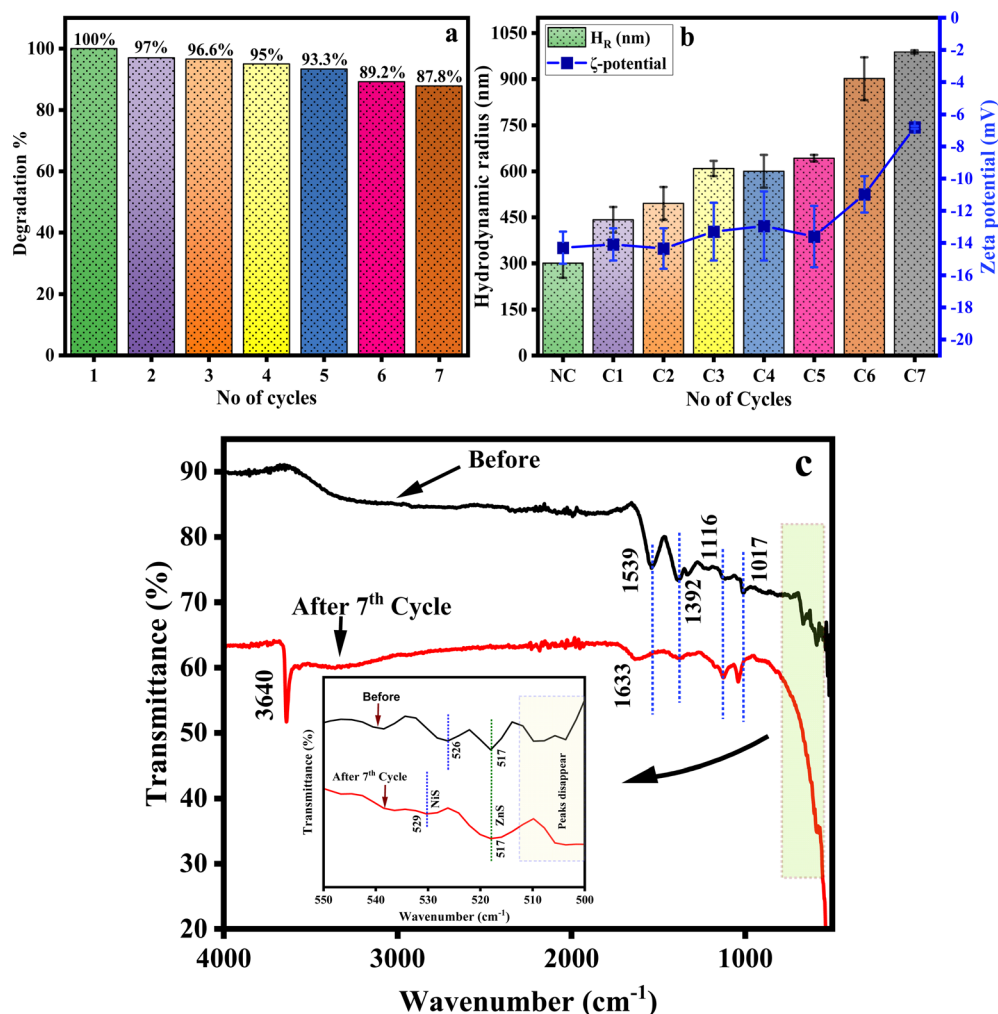 a
100%
97%
96.6%
95%
93.3%
89.2%
87.8%
100
80
60
40
20
0
Degradation %
1 2 3 4 5 6 7
No of cycles
b
H_R (nm)
ζ-potential
1050
900
750
600
450
300
150
0
Hydrodynamic radius (nm)
0
-2
-4
-6
-8
-10
-12
-14
-16
-18
-20
Zeta potential (mV)
NC C1 C2 C3 C4 C5 C6 C7
No of Cycles
c
Before
After 7th Cycle
3640
1539
1392
1116
1017
1633
90
80
70
60
50
40
30
20
Transmittance (%)
4000 3000 2000 1000
Wavenumber (cm-1)
Before
526
517
After 7th Cycle
529
NiS
517
ZnS
Peaks disappear
Transmittance (%)
550 540 530 520 510 500
Wavenumber (cm-1)